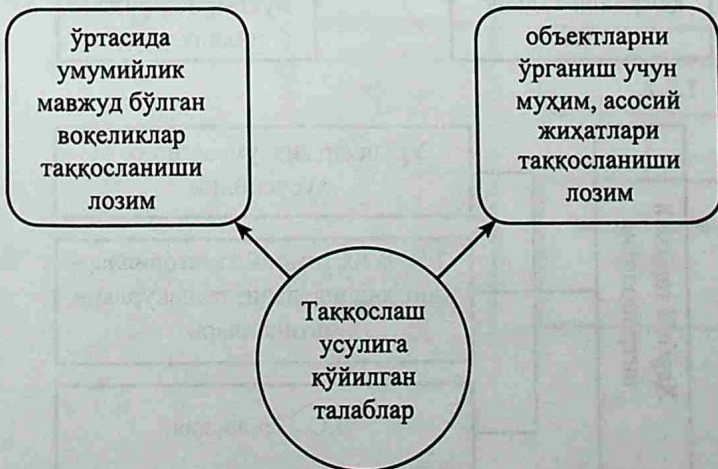 ўртасида
умумийлик
мавжуд бўлган
воқеликлар
таққосланиши
лозим
объектларни
ўрганиш учун
муҳим, асосий
жиҳатлари
таққосланиши
лозим
Таққослаш
усулига
қўйилган
талаблар